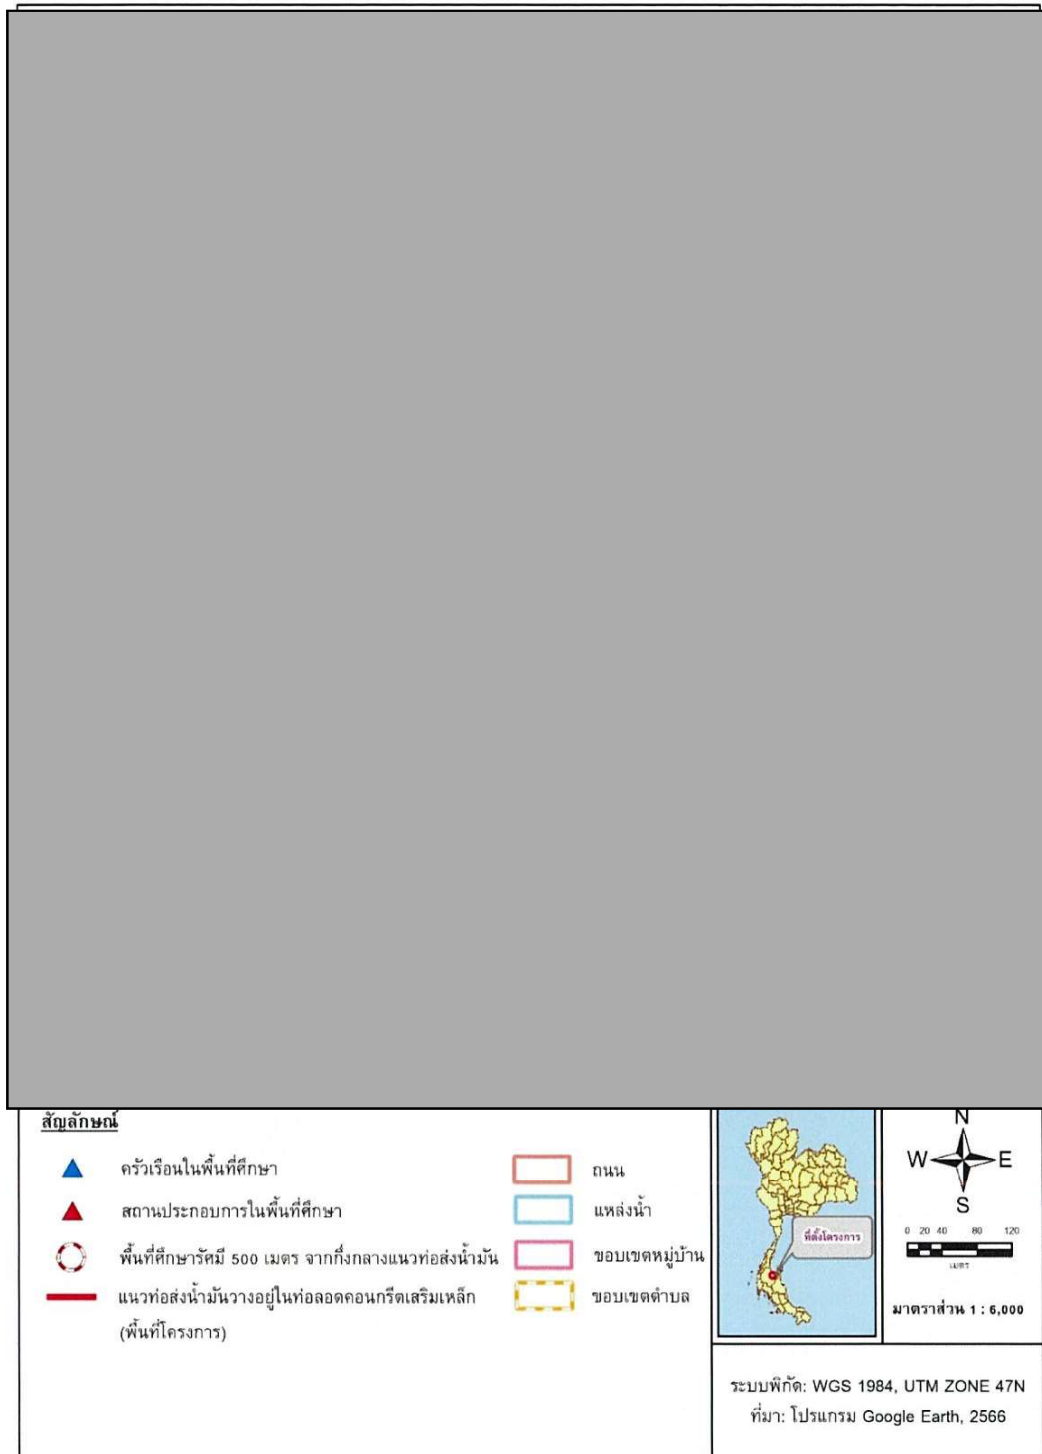 สัญลักษณ์
ครัวเรือนในพื้นที่ศึกษา
สถานประกอบการในพื้นที่ศึกษา
พื้นที่ศึกษารัศมี 500 เมตร จากกึ่งกลางแนวท่อส่งน้ำมัน
แนวท่อส่งน้ำมันวางอยู่ในท่อลอดคอนกรีตเสริมเหล็ก
(พื้นที่โครงการ)
ถนน
แหล่งน้ำ
ขอบเขตหมู่บ้าน
ขอบเขตตำบล
ที่ตั้งโครงการ
N
W E
S
0 20 40 80 120
เมตร
มาตราส่วน 1 : 6,000
ระบบพิกัด: WGS 1984, UTM ZONE 47N
ที่มา: โปรแกรม Google Earth, 2566